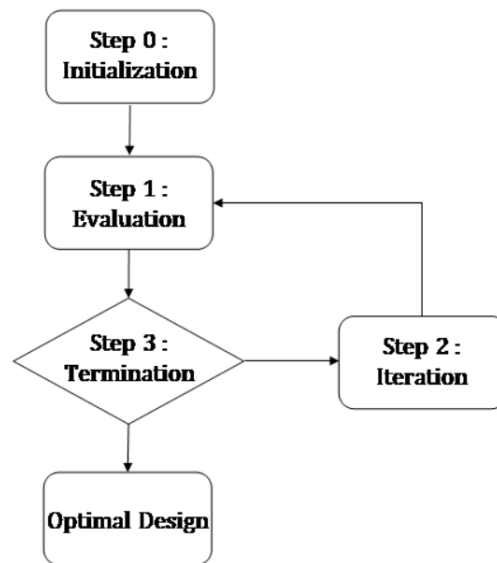 Step 0 :
Initialization
Step 1 :
Evaluation
Step 3 :
Termination
Step 2 :
Iteration
Optimal Design